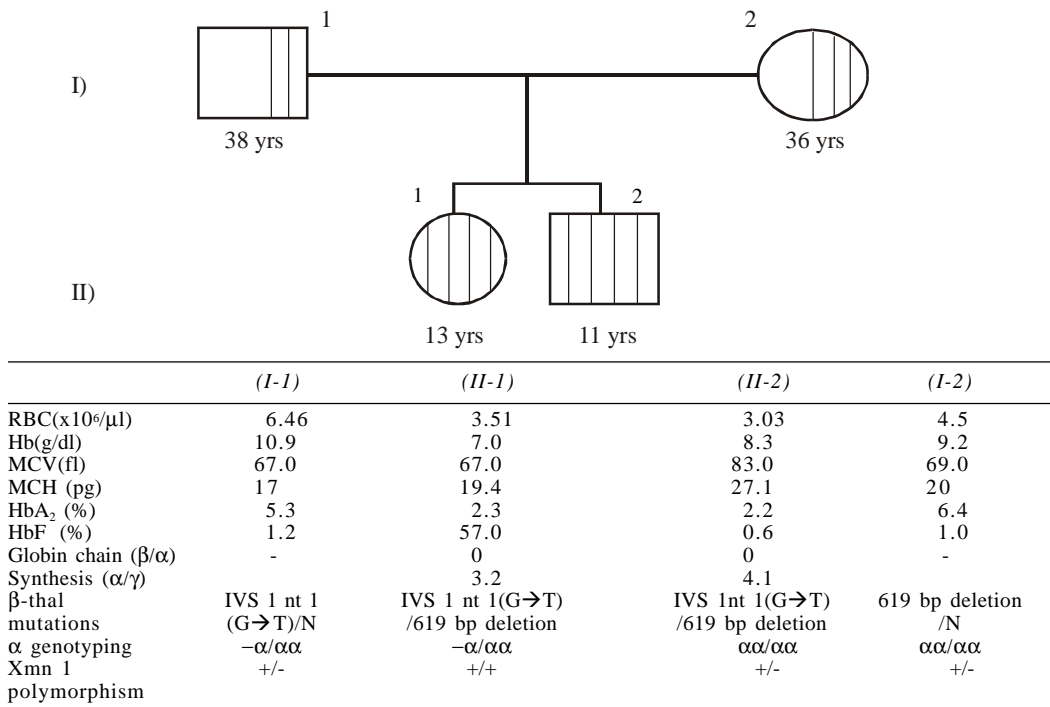 1 2
I)
38 yrs 36 yrs
1 2
II)
13 yrs 11 yrs
(I-1) (II-1) (II-2) (I-2)
RBC(x10⁶/μl) 6.46 3.51 3.03 4.5
Hb(g/dl) 10.9 7.0 8.3 9.2
MCV(fl) 67.0 67.0 83.0 69.0
MCH (pg) 17 19.4 27.1 20
HbA₂ (%) 5.3 2.3 2.2 6.4
HbF (%) 1.2 57.0 0.6 1.0
Globin chain (β/α) - 0 0 -
Synthesis (α/γ) 3.2 4.1
β-thal IVS 1 nt 1 IVS 1 nt 1(G→T) IVS 1nt 1(G→T) 619 bp deletion
mutations (G→T)/N /619 bp deletion /619 bp deletion /N
α genotyping −α/αα −α/αα αα/αα αα/αα
Xmn 1 +/- +/+ +/- +/-
polymorphism